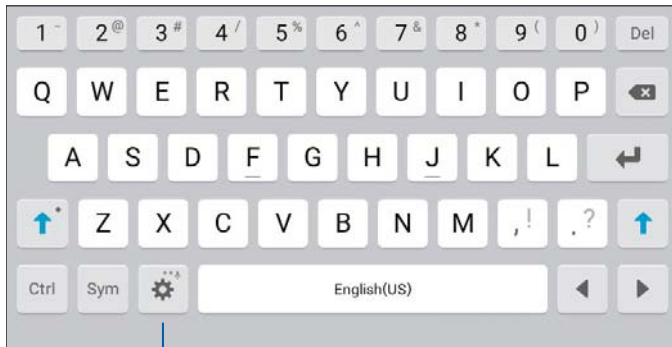 1 - 2 @ 3 # 4 / 5 % 6 ^ 7 & 8 * 9 ( 0 ) Del
Q W E R T Y U I O P
A S D F G H J K L
Z X C V B N M , ! . ?
Ctrl Sym English(US)